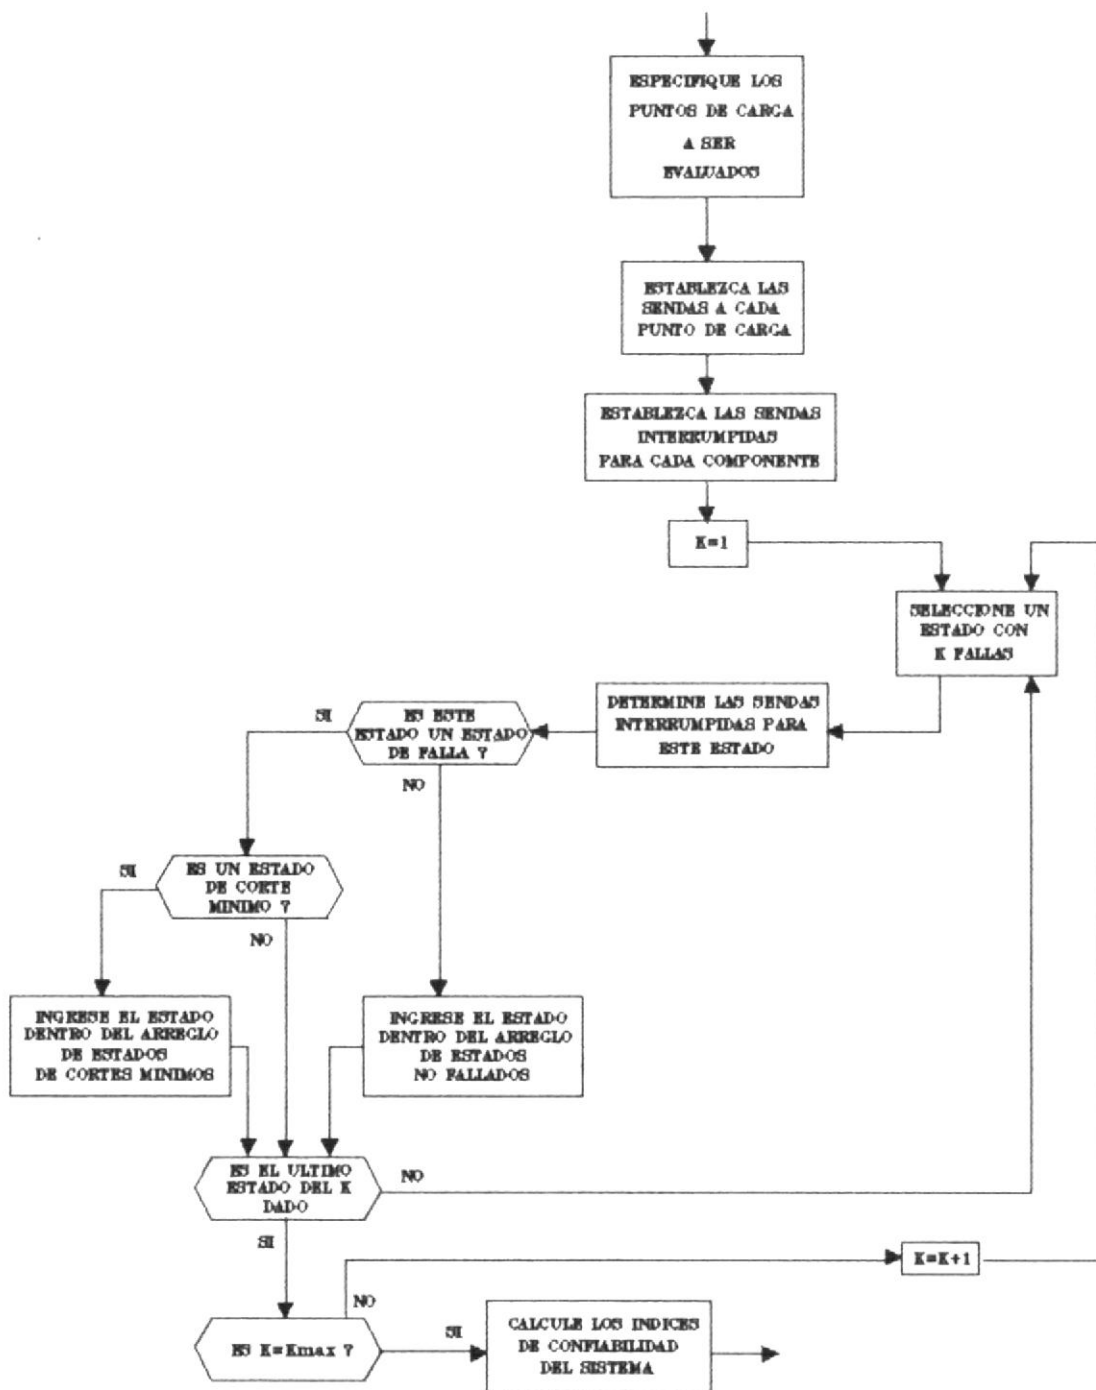 ESPECIFIQUE LOS
PUNTOS DE CARGA
A SER
EVALUADOS
ESTABLEZCA LAS
SENDAS A CADA
PUNTO DE CARGA
ESTABLEZCA LAS SENDAS
INTERRUMPIDAS
PARA CADA COMPONENTE
K=1
SELECCIONE UN
ESTADO CON
K FALLAS
DETERMINE LAS SENDAS
INTERRUMPIDAS PARA
ESTE ESTADO
ES ESTE
ESTADO UN ESTADO
DE FALLA ?
SI
NO
ES UN ESTADO
DE CORTE
MINIMO ?
SI
NO
INGRESE EL ESTADO
DENTRO DEL ARREGLO
DE ESTADOS
DE CORTES MINIMOS
INGRESE EL ESTADO
DENTRO DEL ARREGLO
DE ESTADOS
NO FALLADOS
ES EL ULTIMO
ESTADO DEL K
DADO
NO
SI
K=K+1
NO
ES K=Kmax ?
SI
CALCULE LOS INDICES
DE CONFIABILIDAD
DEL SISTEMA